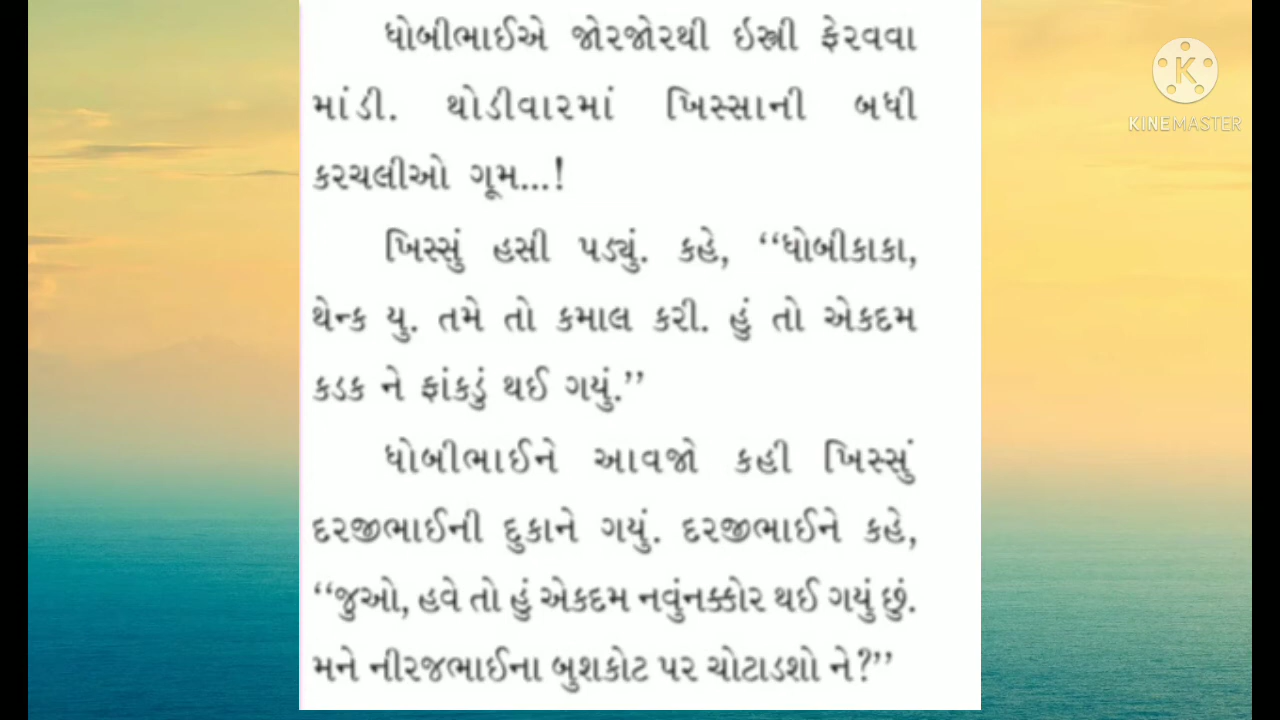 ધોબીભાઈએ જોરજોરથી ઇસ્ત્રી ફેરવવા
માંડી. થોડીવારમાં ખિસ્સાની બધી
કરચલીઓ ગૂમ...!
ખિસ્સું હસી પડ્યું. કહે, ‘‘ધોબીકાકા,
થેન્ક યુ. તમે તો કમાલ કરી. હું તો એકદમ
કડક ને ફાંકડું થઈ ગયું.’’
ધોબીભાઈને આવજો કહી ખિસ્સું
દરજીભાઈની દુકાને ગયું. દરજીભાઈને કહે,
‘‘જુઓ, હવે તો હું એકદમ નવુંનક્કોર થઈ ગયું છું.
મને નીરજભાઈના બુશકોટ પર ચોટાડશો ને?’’
K
KINEMASTER